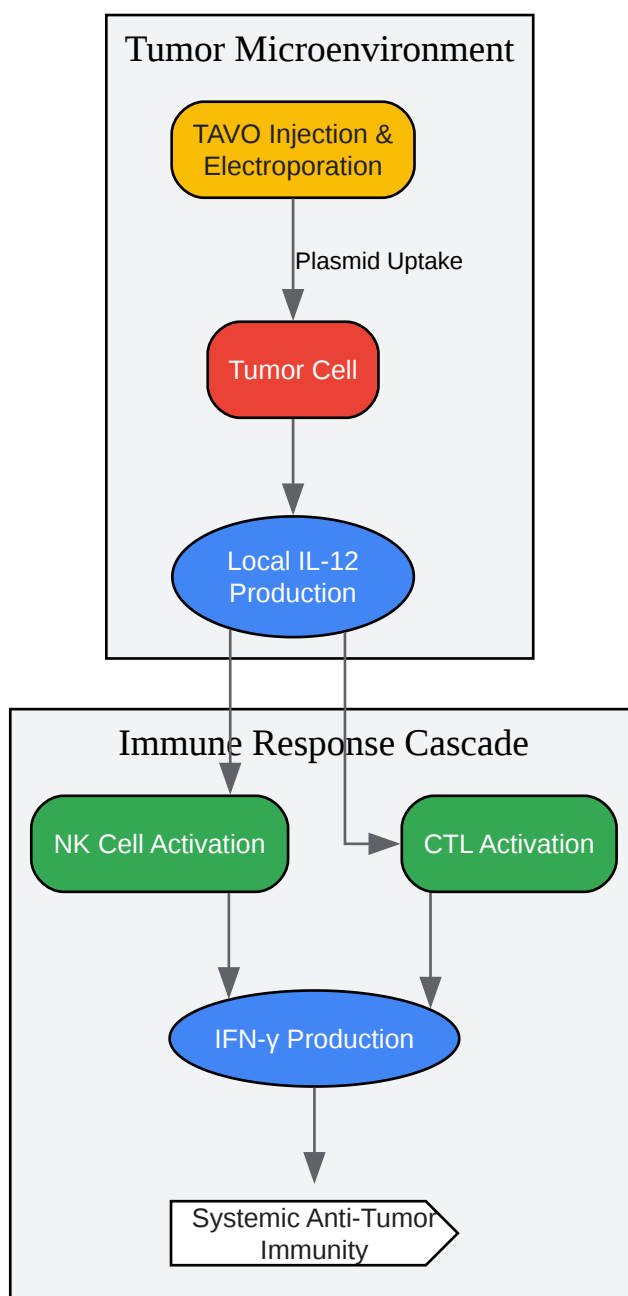 Tumor Microenvironment
TAVO Injection &
Electroporation
Plasmid Uptake
Tumor Cell
Local IL-12
Production
Immune Response Cascade
NK Cell Activation
CTL Activation
IFN-γ Production
Systemic Anti-Tumor
Immunity